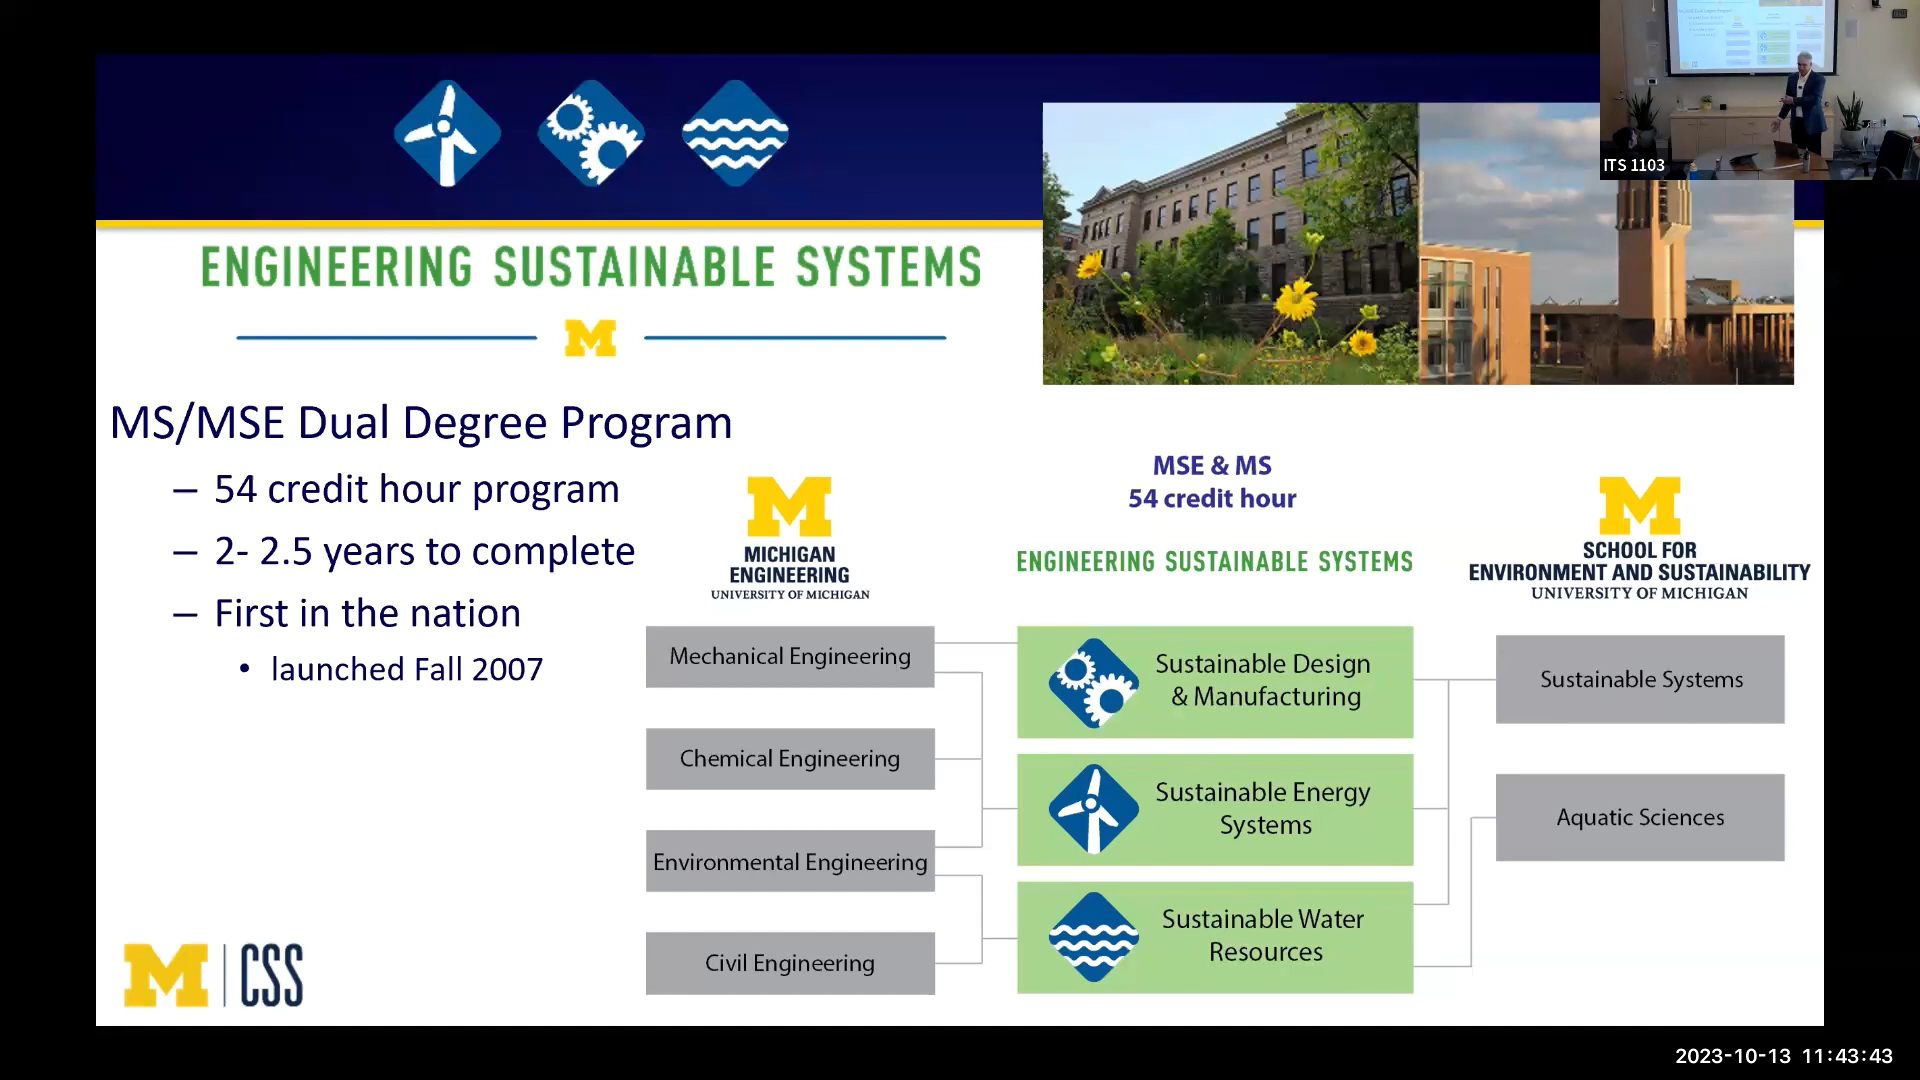 ITS 1103
ENGINEERING SUSTAINABLE SYSTEMS
M
MS/MSE Dual Degree Program
– 54 credit hour program
– 2- 2.5 years to complete
– First in the nation
• launched Fall 2007
M
MICHIGAN
ENGINEERING
UNIVERSITY OF MICHIGAN
MSE & MS
54 credit hour
ENGINEERING SUSTAINABLE SYSTEMS
M
SCHOOL FOR
ENVIRONMENT AND SUSTAINABILITY
UNIVERSITY OF MICHIGAN
Mechanical Engineering
Chemical Engineering
Environmental Engineering
Civil Engineering
Sustainable Design
& Manufacturing
Sustainable Energy
Systems
Sustainable Water
Resources
Sustainable Systems
Aquatic Sciences
M | CSS
2023-10-13 11:43:43